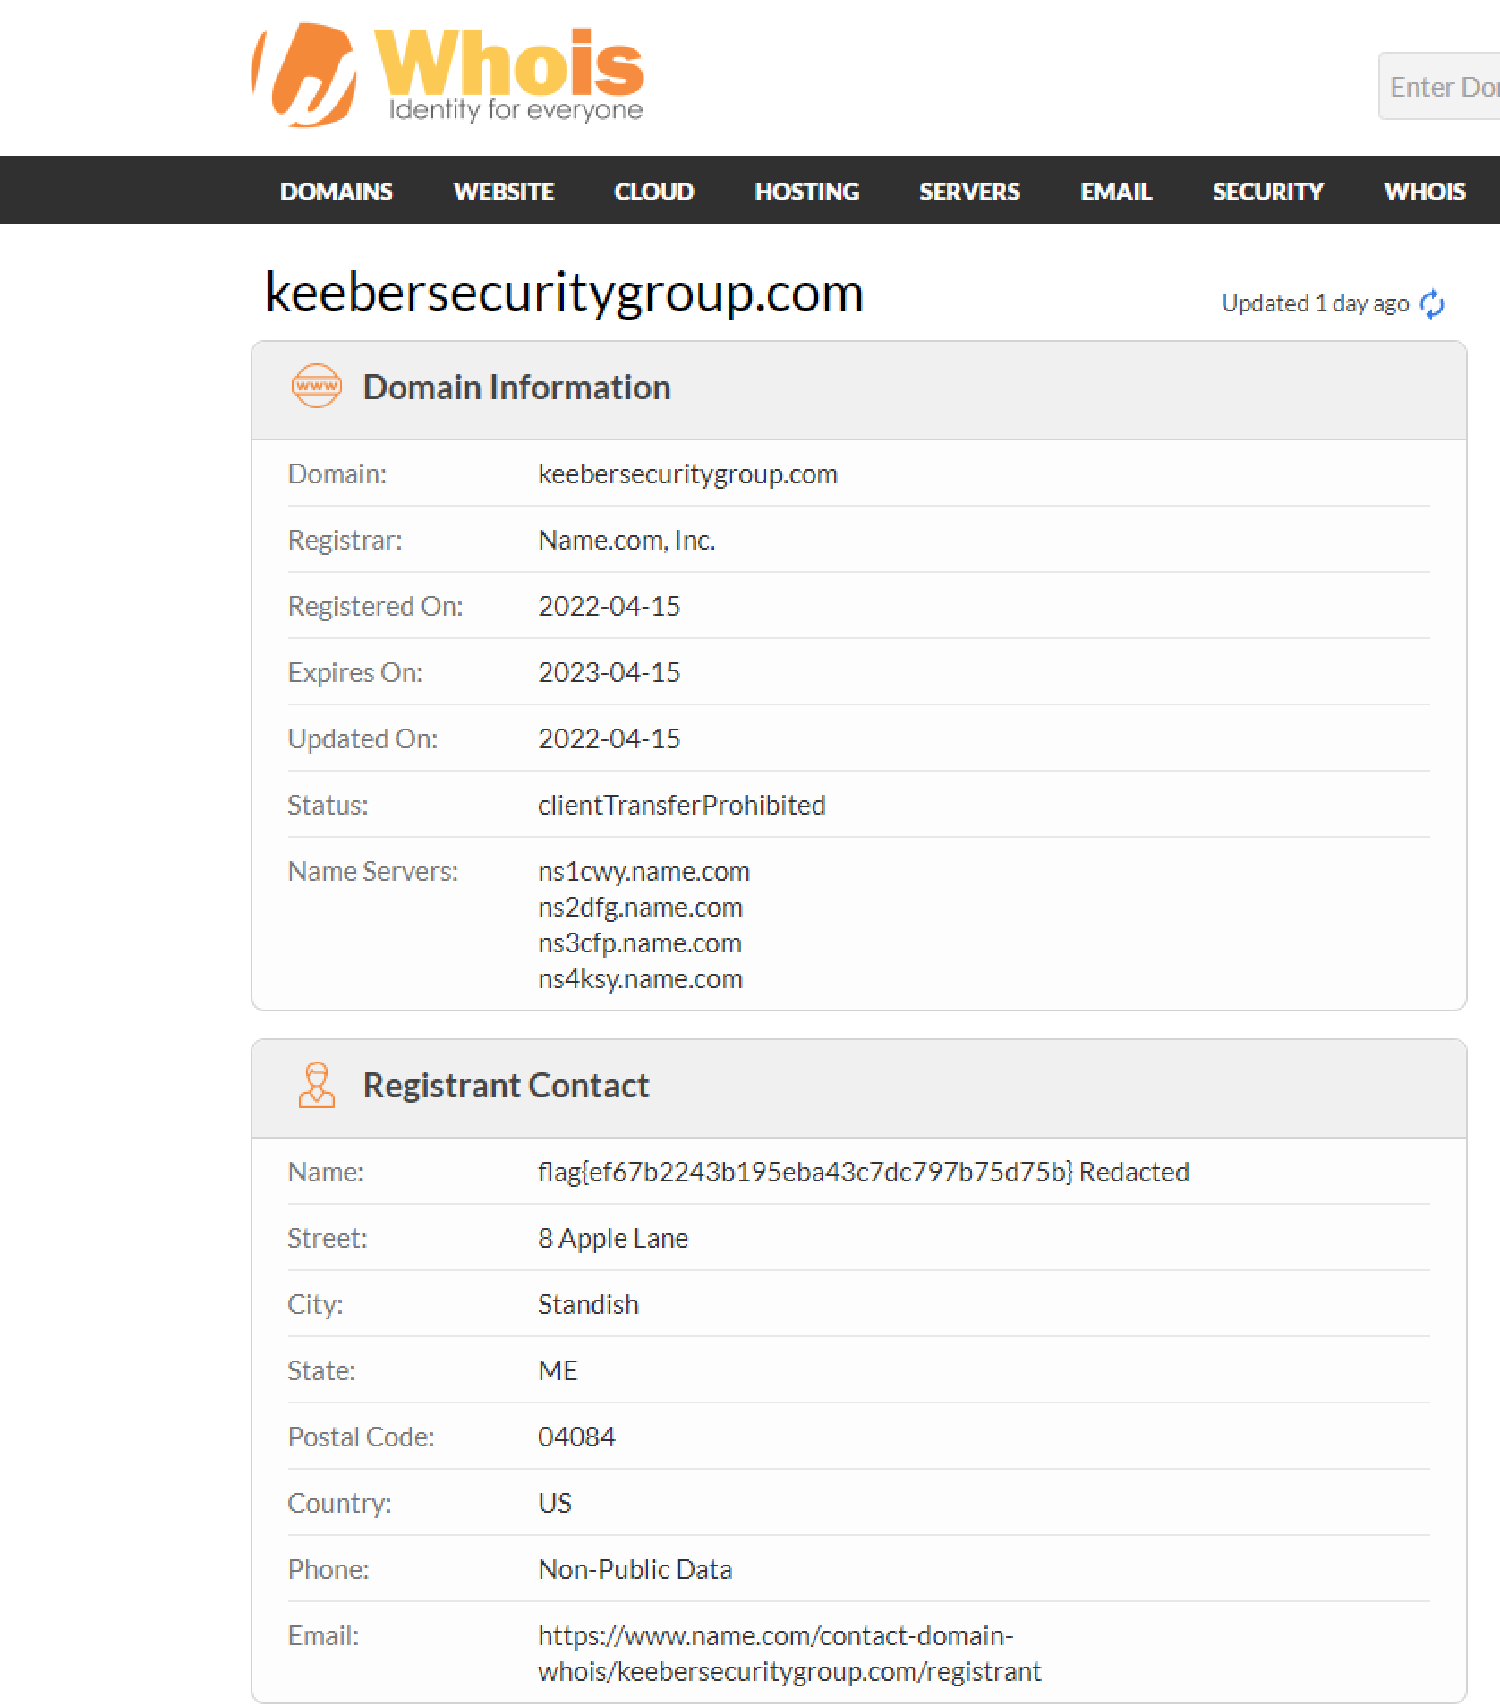 Whois
Identity for everyone
Enter Dor
DOMAINS WEBSITE CLOUD HOSTING SERVERS EMAIL SECURITY WHOIS
keebersecuritygroup.com
Updated 1 day ago
www Domain Information
Domain: keebersecuritygroup.com
Registrar: Name.com, Inc.
Registered On: 2022-04-15
Expires On: 2023-04-15
Updated On: 2022-04-15
Status: clientTransferProhibited
Name Servers: ns1cwy.name.com
ns2dfg.name.com
ns3cfp.name.com
ns4ksy.name.com
Registrant Contact
Name: flag{ef67b2243b195eba43c7dc797b75d75b} Redacted
Street: 8 Apple Lane
City: Standish
State: ME
Postal Code: 04084
Country: US
Phone: Non-Public Data
Email: https://www.name.com/contact-domain-
whois/keebersecuritygroup.com/registrant